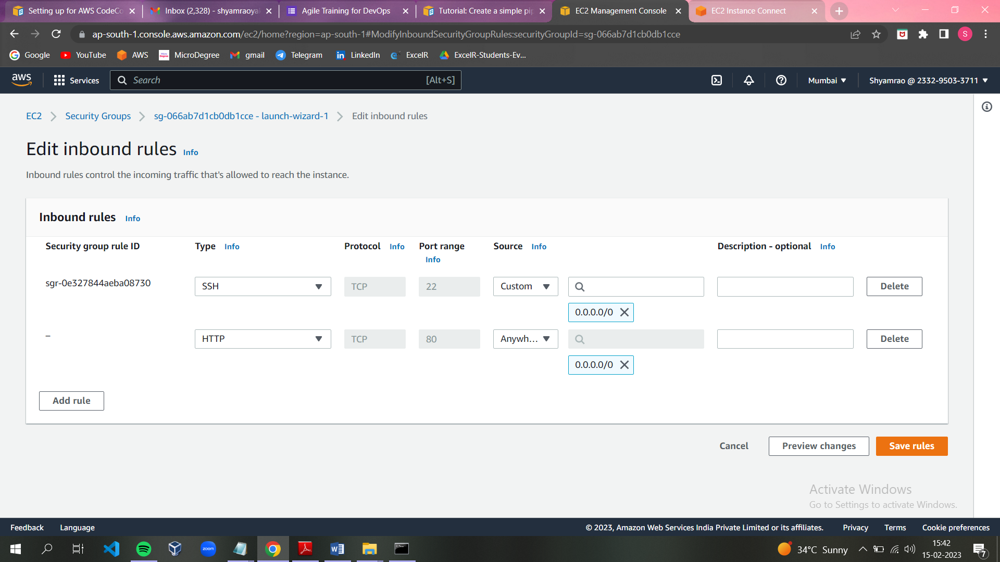 Setting up for AWS CodeCo
Inbox (2,328) - shyamraoyal
Agile Training for DevOps
Tutorial: Create a simple pip
EC2 Management Console
EC2 Instance Connect
ap-south-1.console.aws.amazon.com/ec2/home?region=ap-south-1#ModifyInboundSecurityGroupRules:securityGroupId=sg-066ab7d1cb0db1cce
S
Google
YouTube
AWS
MicroDegree
gmail
Telegram
LinkedIn
ExcelR
ExcelR-Students-Ev...
aws
Services
Search
[Alt+S]
Mumbai
Shyamrao @ 2332-9503-3711
EC2
Security Groups
sg-066ab7d1cb0db1cce - launch-wizard-1
Edit inbound rules
Edit inbound rules Info
Inbound rules control the incoming traffic that's allowed to reach the instance.
Inbound rules Info
Security group rule ID
Type Info
Protocol Info
Port range
Info
Source Info
Description - optional Info
sgr-0e327844aeba08730
SSH
TCP
22
Custom
Delete
0.0.0.0/0
–
HTTP
TCP
80
Anywh...
Delete
0.0.0.0/0
Add rule
Cancel
Preview changes
Save rules
Activate Windows
Go to Settings to activate Windows.
Feedback
Language
© 2023, Amazon Web Services India Private Limited or its affiliates.
Privacy
Terms
Cookie preferences
zoom
34°C Sunny
15:42
15-02-2023
7